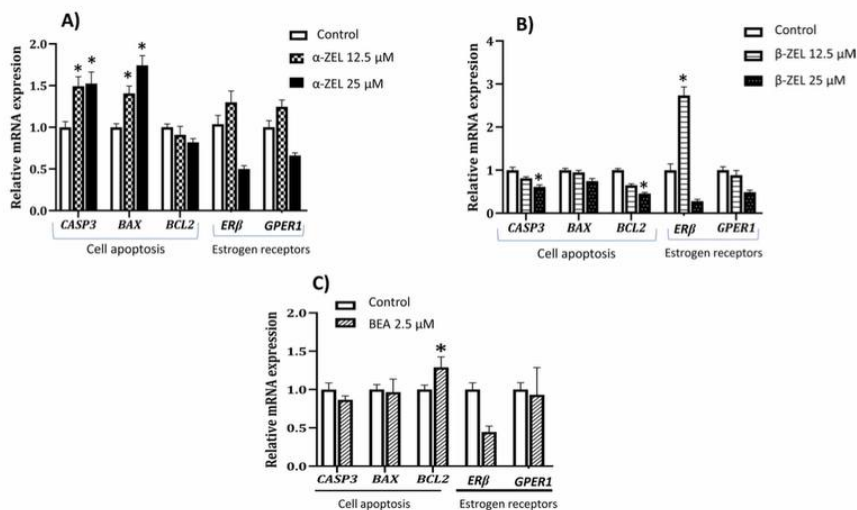 A)
Control
α-ZEL 12.5 µM
α-ZEL 25 µM
Relative mRNA expression
2.0
1.5
1.0
0.5
0.0
* * * *
CASP3 BAX BCL2 ERβ GPER1
Cell apoptosis Estrogen receptors
B)
Control
β-ZEL 12.5 µM
β-ZEL 25 µM
Relative mRNA expression
4
3
2
1
0
* * *
CASP3 BAX BCL2 ERβ GPER1
Cell apoptosis Estrogen receptors
C)
Control
BEA 2.5 µM
Relative mRNA expression
2.0
1.5
1.0
0.5
0.0
*
CASP3 BAX BCL2 ERβ GPER1
Cell apoptosis Estrogen receptors